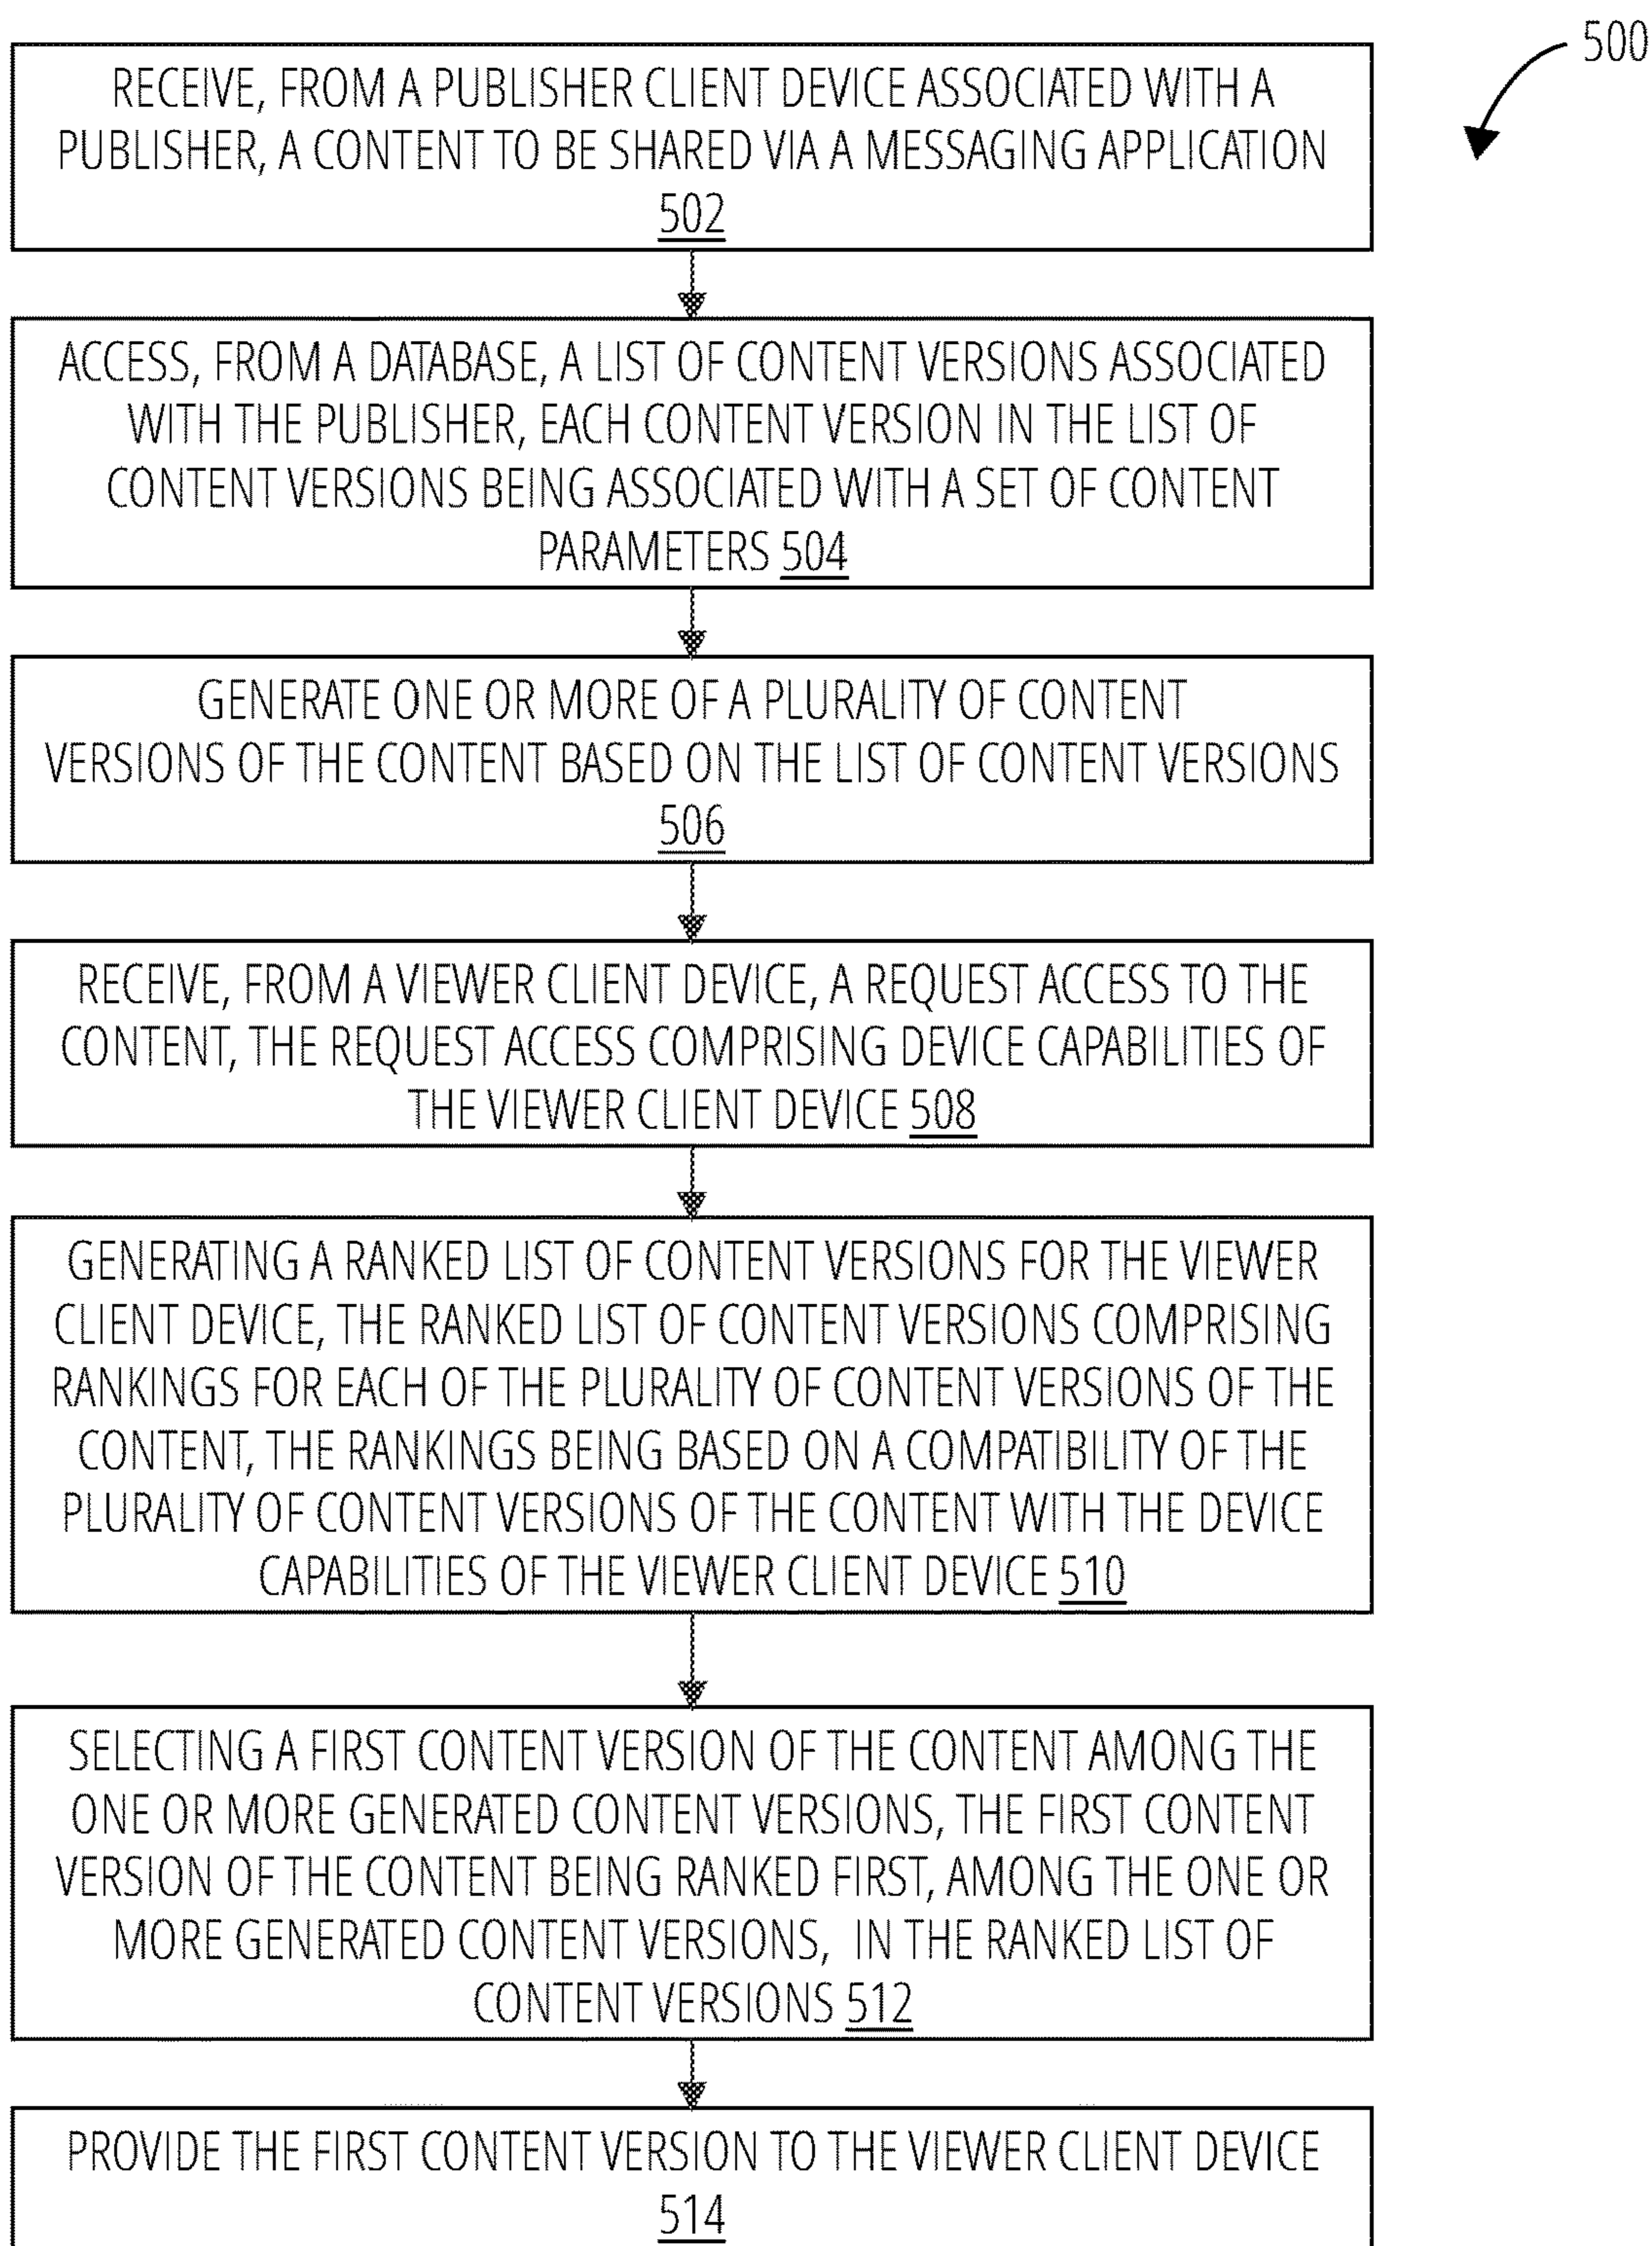 500
RECEIVE, FROM A PUBLISHER CLIENT DEVICE ASSOCIATED WITH A
PUBLISHER, A CONTENT TO BE SHARED VIA A MESSAGING APPLICATION
502
ACCESS, FROM A DATABASE, A LIST OF CONTENT VERSIONS ASSOCIATED
WITH THE PUBLISHER, EACH CONTENT VERSION IN THE LIST OF
CONTENT VERSIONS BEING ASSOCIATED WITH A SET OF CONTENT
PARAMETERS 504
GENERATE ONE OR MORE OF A PLURALITY OF CONTENT
VERSIONS OF THE CONTENT BASED ON THE LIST OF CONTENT VERSIONS
506
RECEIVE, FROM A VIEWER CLIENT DEVICE, A REQUEST ACCESS TO THE
CONTENT, THE REQUEST ACCESS COMPRISING DEVICE CAPABILITIES OF
THE VIEWER CLIENT DEVICE 508
GENERATING A RANKED LIST OF CONTENT VERSIONS FOR THE VIEWER
CLIENT DEVICE, THE RANKED LIST OF CONTENT VERSIONS COMPRISING
RANKINGS FOR EACH OF THE PLURALITY OF CONTENT VERSIONS OF THE
CONTENT, THE RANKINGS BEING BASED ON A COMPATIBILITY OF THE
PLURALITY OF CONTENT VERSIONS OF THE CONTENT WITH THE DEVICE
CAPABILITIES OF THE VIEWER CLIENT DEVICE 510
SELECTING A FIRST CONTENT VERSION OF THE CONTENT AMONG THE
ONE OR MORE GENERATED CONTENT VERSIONS, THE FIRST CONTENT
VERSION OF THE CONTENT BEING RANKED FIRST, AMONG THE ONE OR
MORE GENERATED CONTENT VERSIONS, IN THE RANKED LIST OF
CONTENT VERSIONS 512
PROVIDE THE FIRST CONTENT VERSION TO THE VIEWER CLIENT DEVICE
514